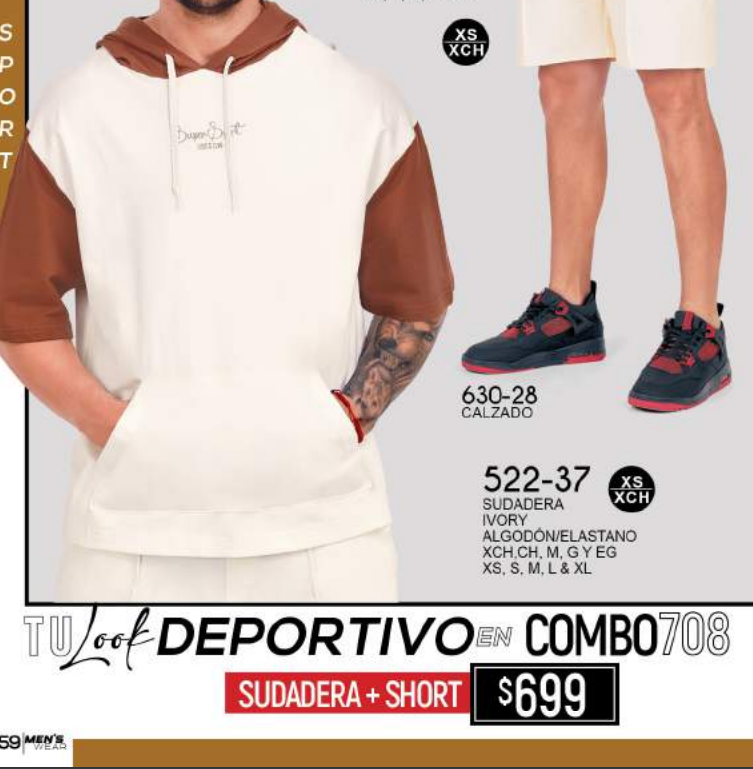 SPORT
XS
XCH
630-28
CALZADO
522-37
XS
XCH
SUDADERA
IVORY
ALGODÓN/ELASTANO
XCH,CH, M, G Y EG
XS, S, M, L & XL
TU Look DEPORTIVO EN COMBO708
SUDADERA + SHORT $699
59 MEN'S
WEAR